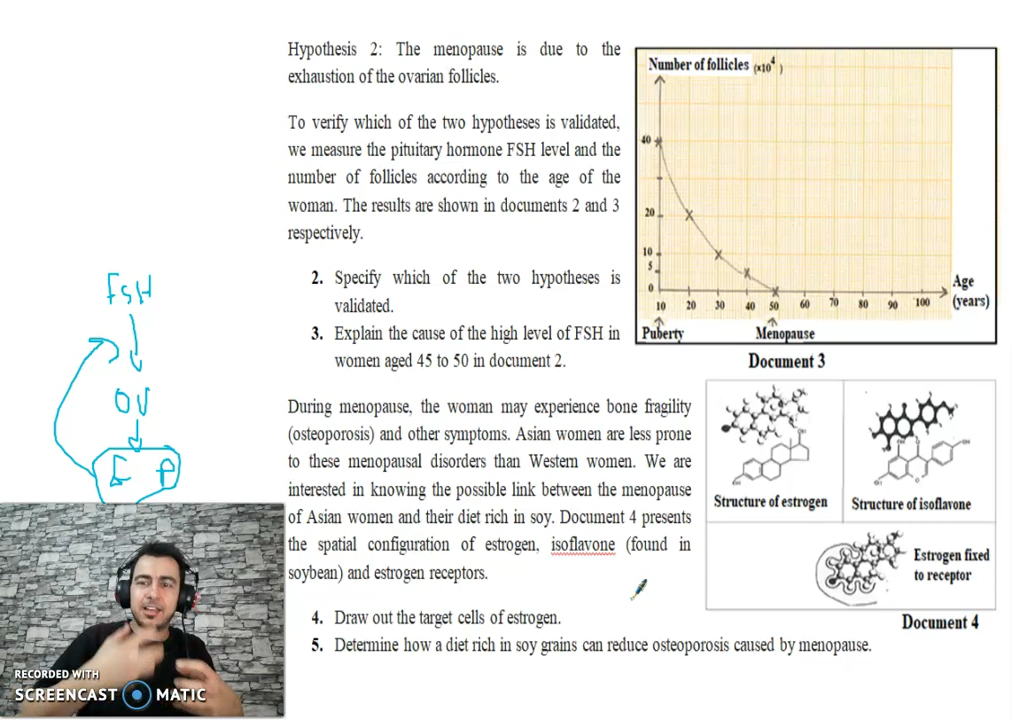 Hypothesis 2: The menopause is due to the
exhaustion of the ovarian follicles.
To verify which of the two hypotheses is validated,
we measure the pituitary hormone FSH level and the
number of follicles according to the age of the
woman. The results are shown in documents 2 and 3
respectively.
2. Specify which of the two hypotheses is
validated.
3. Explain the cause of the high level of FSH in
women aged 45 to 50 in document 2.
Number of follicles (×10⁴)
40
20
10
5
0
10 20 30 40 50 60 70 80 90 100
Age
(years)
Puberty Menopause
Document 3
FSH
OV
E P
During menopause, the woman may experience bone fragility
(osteoporosis) and other symptoms. Asian women are less prone
to these menopausal disorders than Western women. We are
interested in knowing the possible link between the menopause
of Asian women and their diet rich in soy. Document 4 presents
the spatial configuration of estrogen, isoflavone (found in
soybean) and estrogen receptors.
Structure of estrogen
Structure of isoflavone
Estrogen fixed
to receptor
Document 4
4. Draw out the target cells of estrogen.
5. Determine how a diet rich in soy grains can reduce osteoporosis caused by menopause.
RECORDED WITH
SCREENCAST MATIC